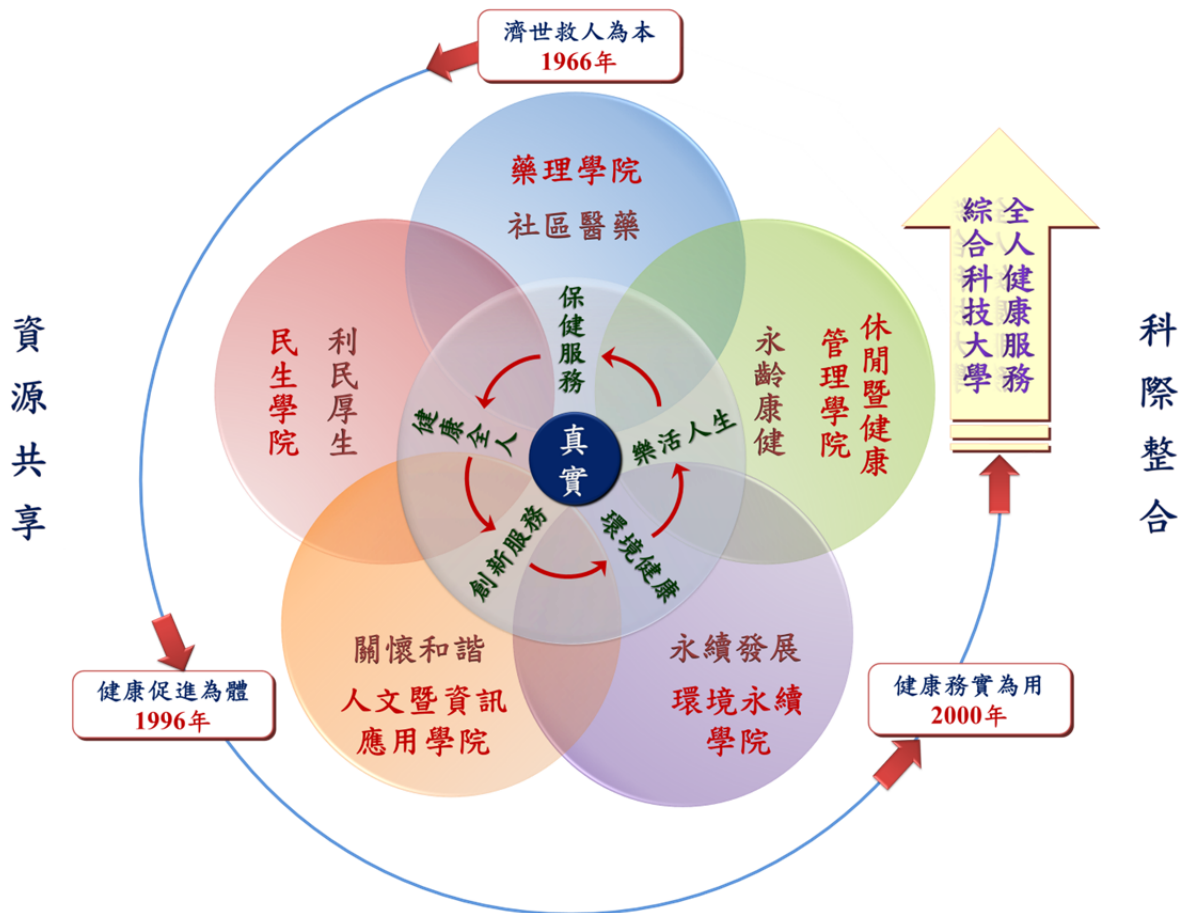 濟世救人為本
1966年
藥理學院
社區醫藥
保健服務
民生學院
利民厚生
健康全人
真實
樂活人生
永齡康健
休閒暨健康
管理學院
創新服務
環境健康
關懷和諧
人文暨資訊
應用學院
永續發展
環境永續
學院
健康促進為體
1996年
健康務實為用
2000年
全人健康服務
綜合科技大學
資源共享
科際整合